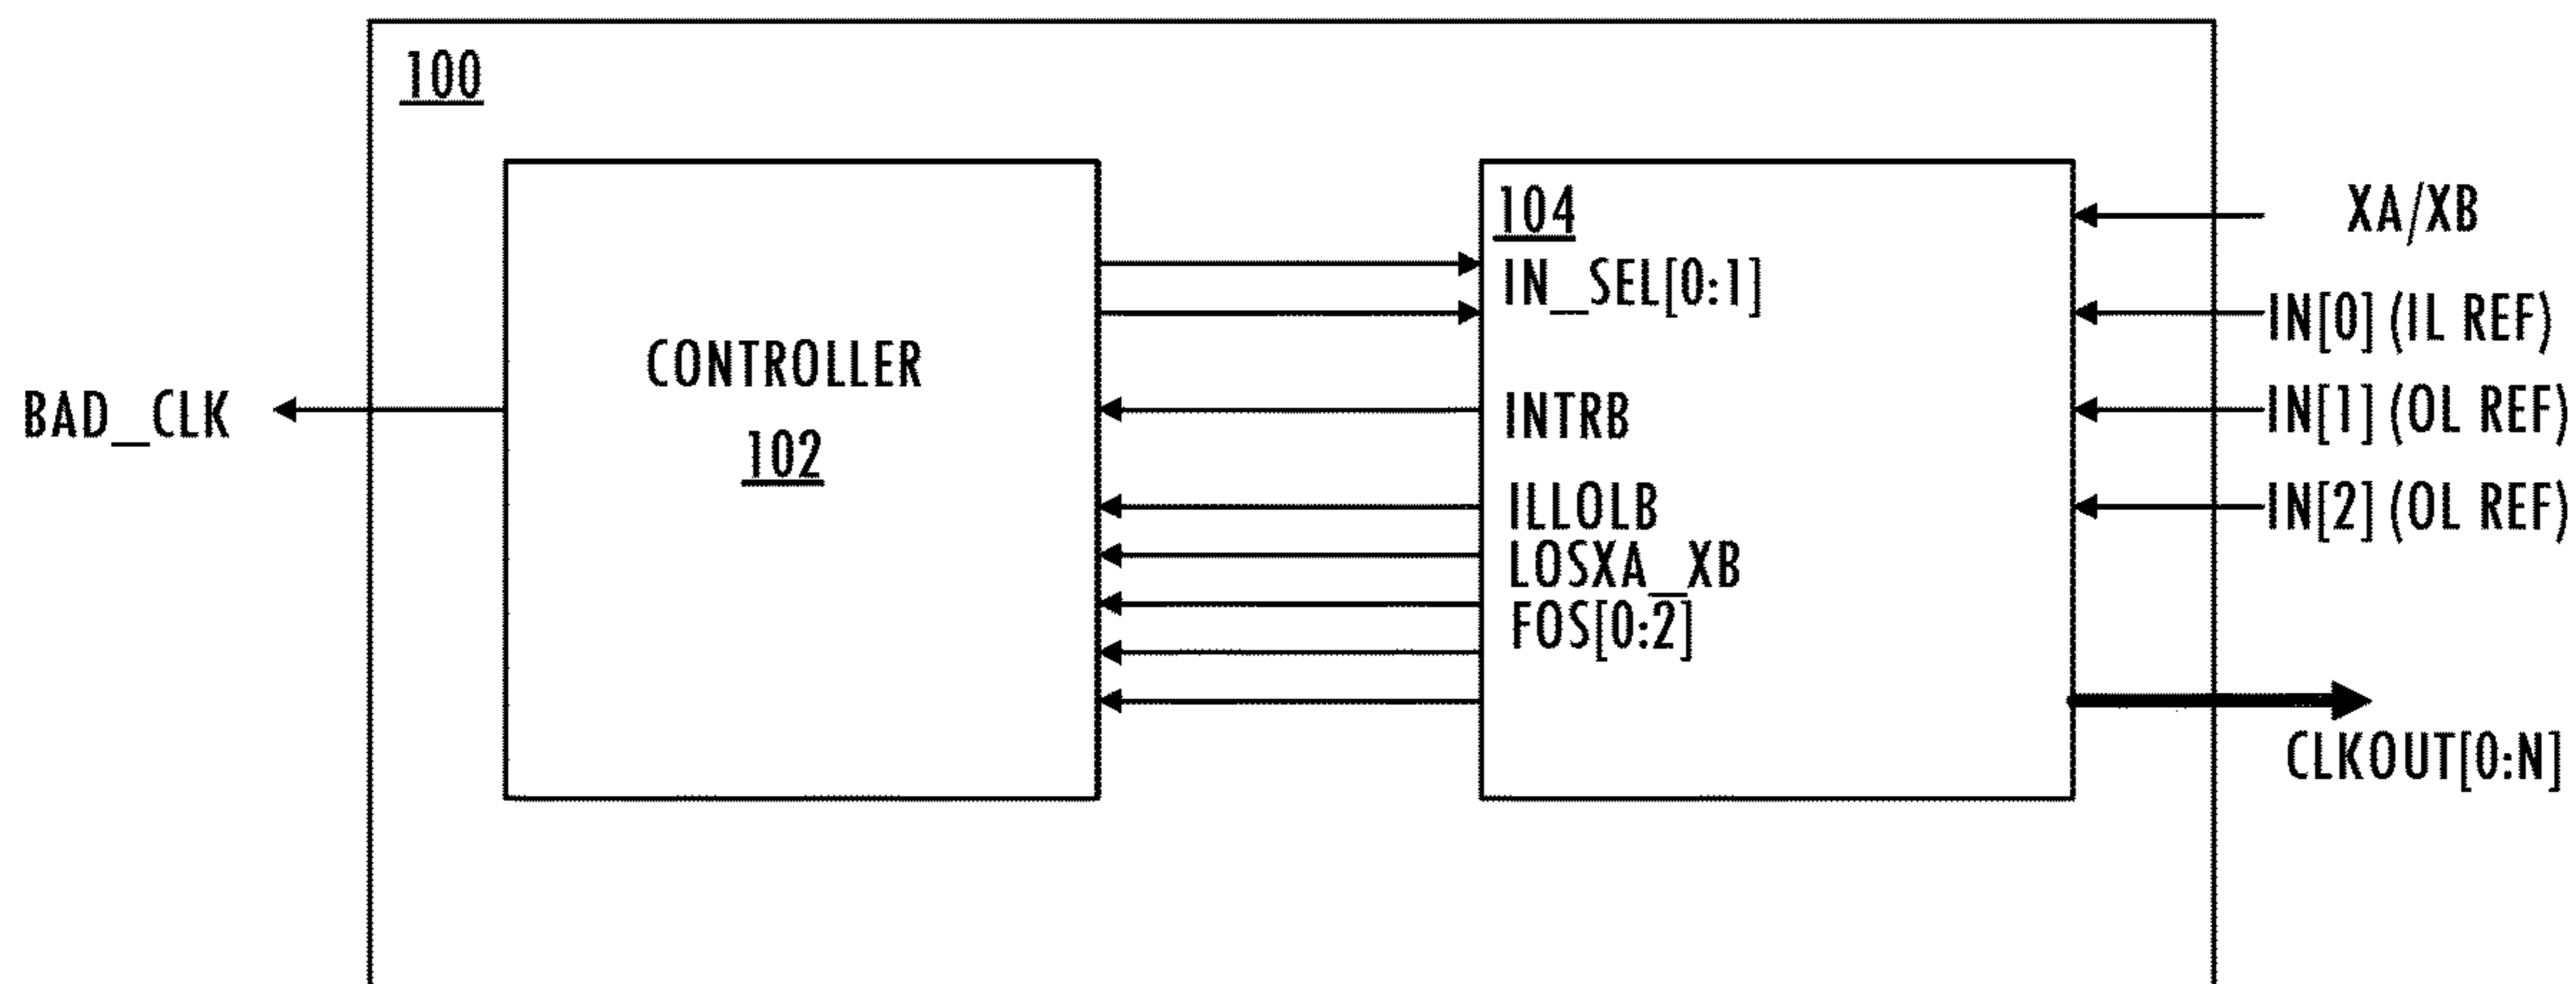 100
BAD_CLK
CONTROLLER
102
104
IN_SEL[0:1]
INTRB
ILLOLB
LOSXA_XB
FOS[0:2]
XA/XB
IN[0] (IL REF)
IN[1] (OL REF)
IN[2] (OL REF)
CLKOUT[0:N]